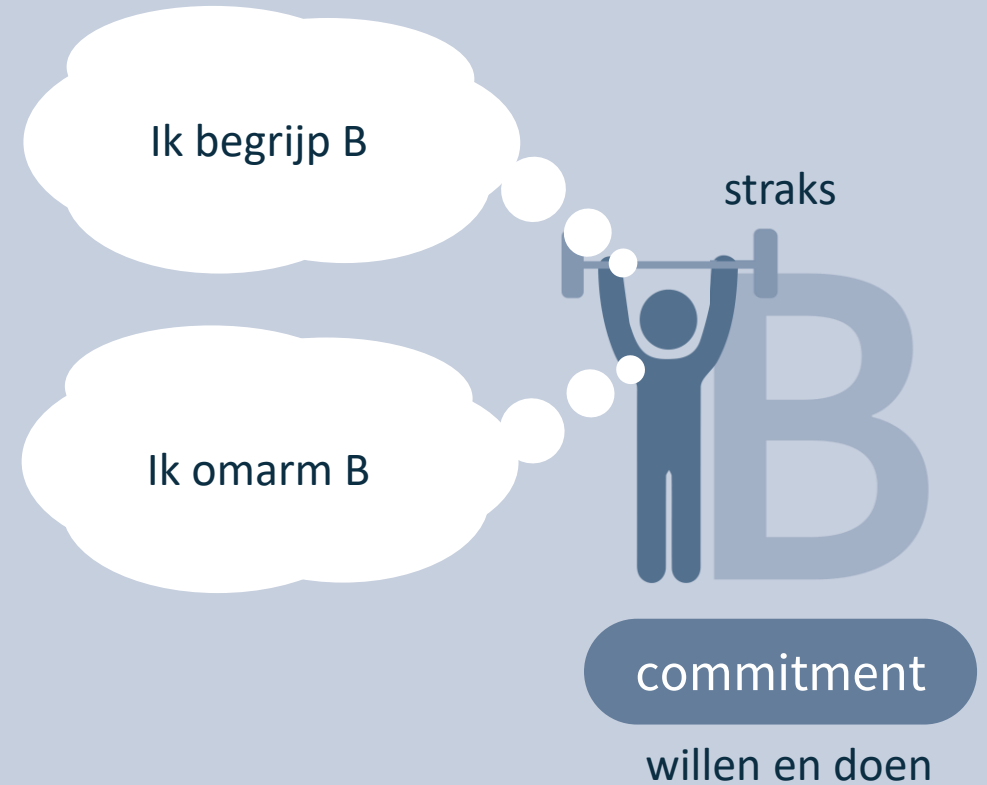 Ik begrijp B
straks
B
Ik omarm B
commitment
willen en doen